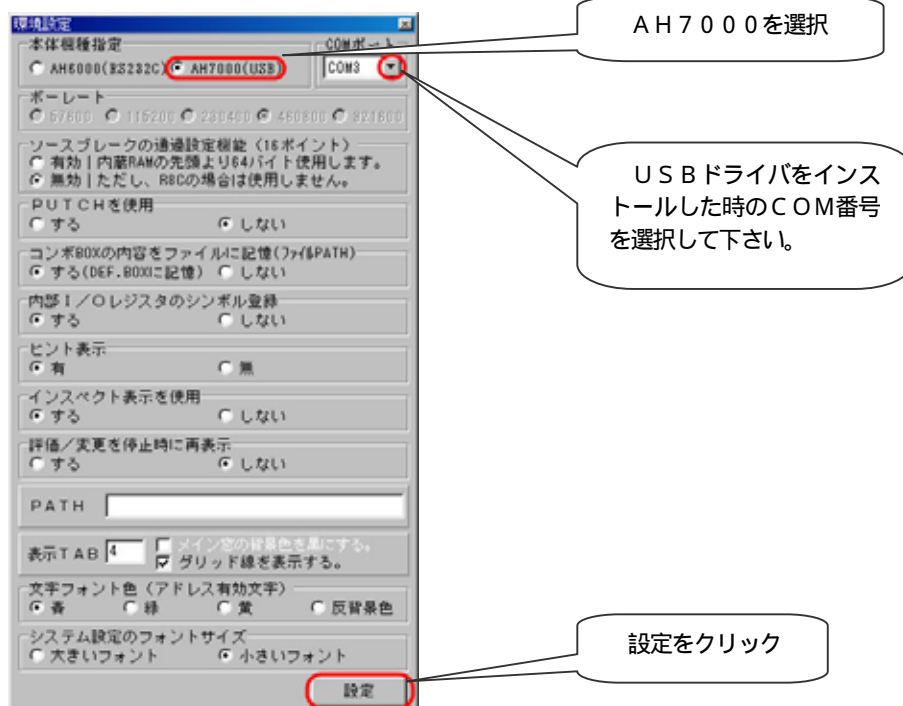 環境設定
本体機種指定
AH6000(RS232C) AH7000(USB)
COMポート
COM3
ボーレート
57600 115200 230400 460800 921600
ソースブレークの通過設定機能（16ポイント）
有効 | 内蔵RAMの先頭より64バイト使用します。
無効 | ただし、R8Cの場合は使用しません。
ＰＵＴＣＨを使用
する しない
コンボBOXの内容をファイルに記憶(ファイルPATH)
する(DEF.BOXに記憶) しない
内部Ｉ／Ｏレジスタのシンボル登録
する しない
ヒント表示
有 無
インスペクト表示を使用
する しない
評価／変更を停止時に再表示
する しない
ＰＡＴＨ
表示ＴＡＢ 4
メイン窓の背景色を黒にする。
グリッド線を表示する。
文字フォント色（アドレス有効文字）
青 緑 黄 反背景色
システム設定のフォントサイズ
大きいフォント 小さいフォント
設定
ＡＨ７０００を選択
ＵＳＢドライバをインス
トールした時のＣＯＭ番号
を選択して下さい。
設定をクリック